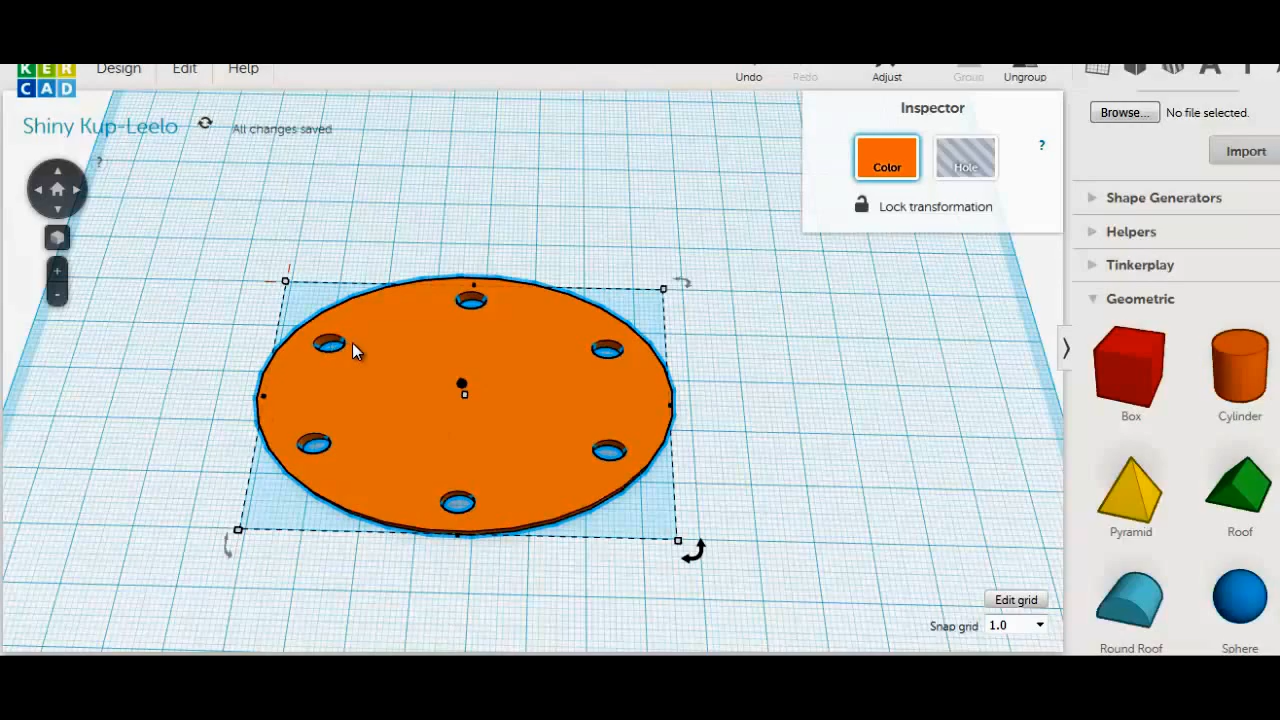 KER
CAD
Design Edit Help
Undo Redo Adjust Group Ungroup
Shiny Kup-Leelo All changes saved
?
Inspector
Color Hole
?
Lock transformation
Browse... No file selected.
Import
Shape Generators
Helpers
Tinkerplay
Geometric
Box Cylinder
Pyramid Roof
Round Roof Sphere
+
-
Edit grid
Snap grid 1.0